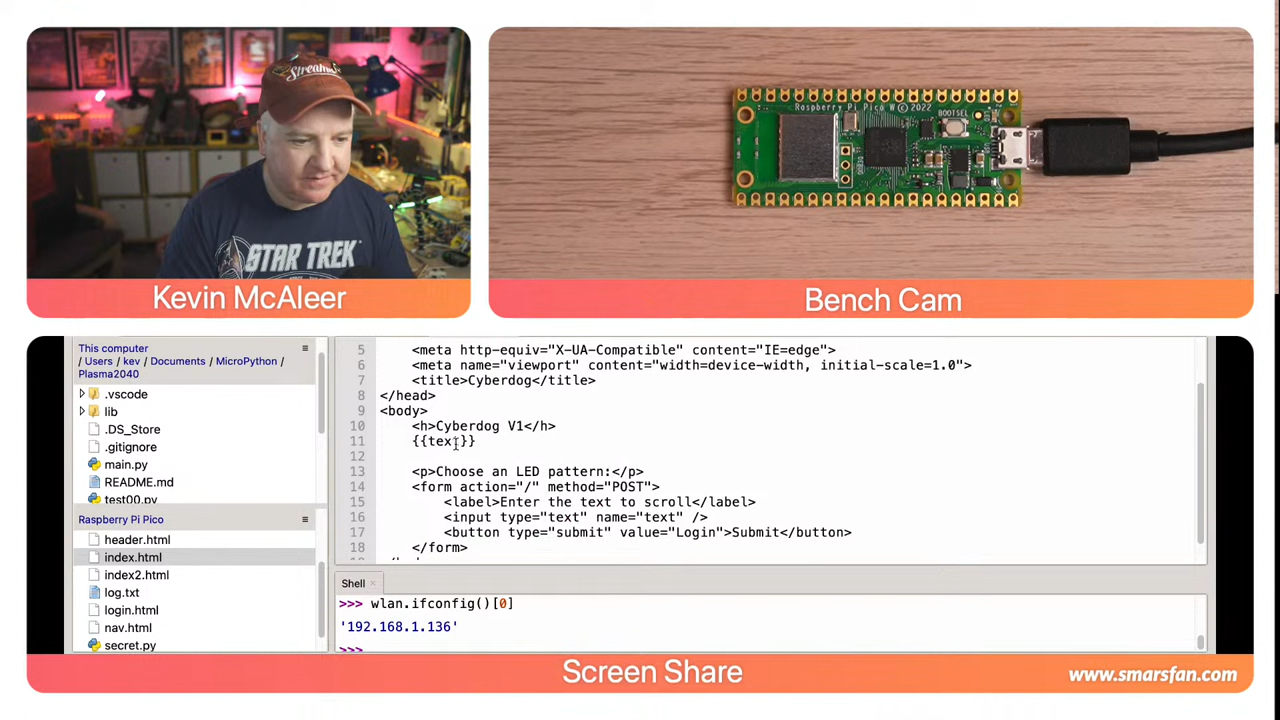 Streamer
STAR TREK
Kevin McAleer
Raspberry Pi Pico W © 2022
BOOTSEL
DEBUG
Bench Cam
This computer
/ Users / kev / Documents / MicroPython /
Plasma2040
.vscode
lib
.DS_Store
.gitignore
main.py
README.md
test00.py
Raspberry Pi Pico
header.html
index.html
index2.html
log.txt
login.html
nav.html
secret.py
5 <meta http-equiv="X-UA-Compatible" content="IE=edge">
6 <meta name="viewport" content="width=device-width, initial-scale=1.0">
7 <title>Cyberdog</title>
8 </head>
9 <body>
10 <h>Cyberdog V1</h>
11 {{text}}
12
13 <p>Choose an LED pattern:</p>
14 <form action="/" method="POST">
15 <label>Enter the text to scroll</label>
16 <input type="text" name="text" />
17 <button type="submit" value="Login">Submit</button>
18 </form>
Shell
>>> wlan.ifconfig()[0]
'192.168.1.136'
>>>
Screen Share
www.smarsfan.com